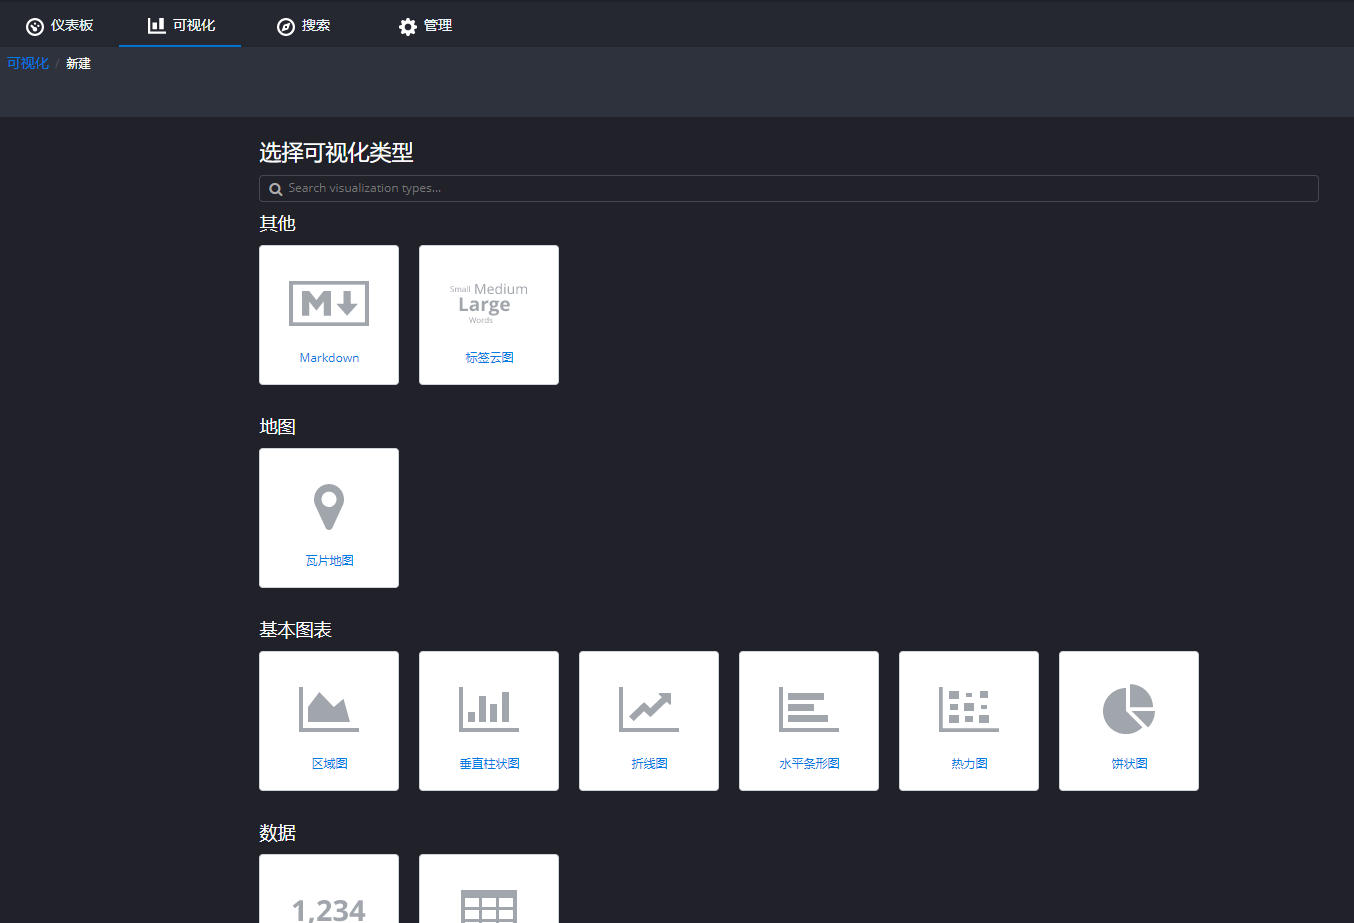 仪表板 可视化 搜索 管理
可视化 / 新建
选择可视化类型
Search visualization types...
其他
Small Medium
Large
Words
Markdown 标签云图
地图
瓦片地图
基本图表
区域图 垂直柱状图 折线图 水平条形图 热力图 饼状图
数据
1,234